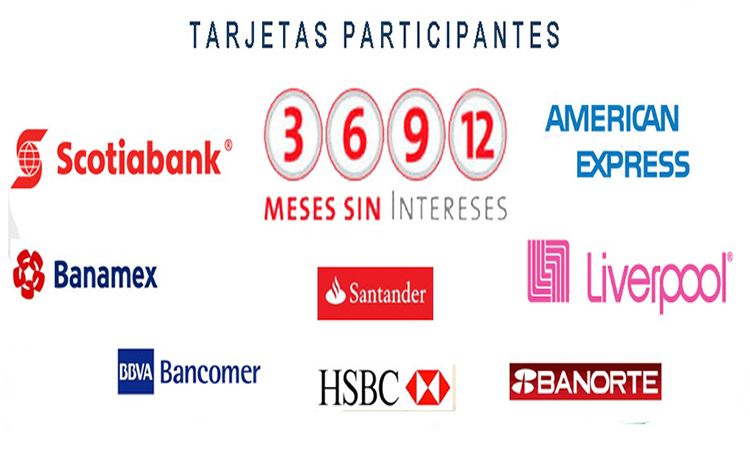 TARJETAS PARTICIPANTES
Scotiabank®
3 6 9 12
MESES SIN INTERESES
AMERICAN
EXPRESS
Banamex
Santander
Liverpool®
BBVA Bancomer
HSBC
BANORTE